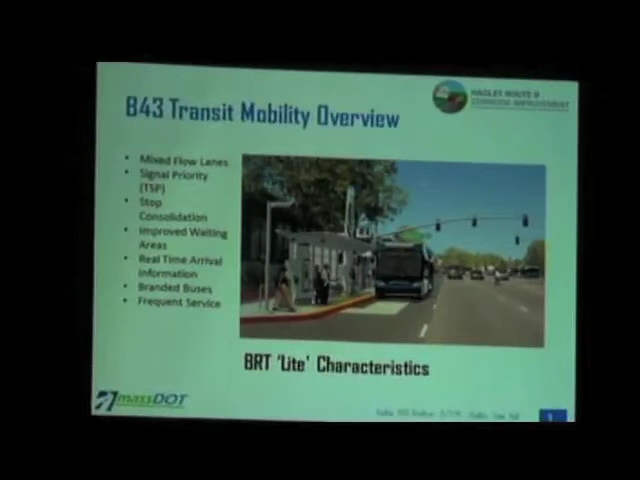 B43 Transit Mobility Overview
HADLEY ROUTE 9
CORRIDOR IMPROVEMENT
• Mixed Flow Lanes
• Signal Priority
(TSP)
• Stop
Consolidation
• Improved Waiting
Areas
• Real Time Arrival
Information
• Branded Buses
• Frequent Service
BRT 'Lite' Characteristics
massDOT